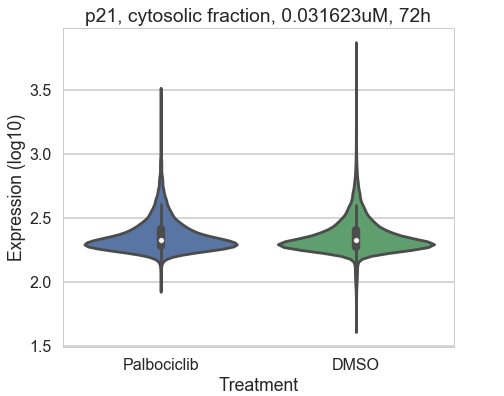 p21, cytosolic fraction, 0.031623uM, 72h
Expression (log10)
3.5
3.0
2.5
2.0
1.5
Palbociclib
DMSO
Treatment